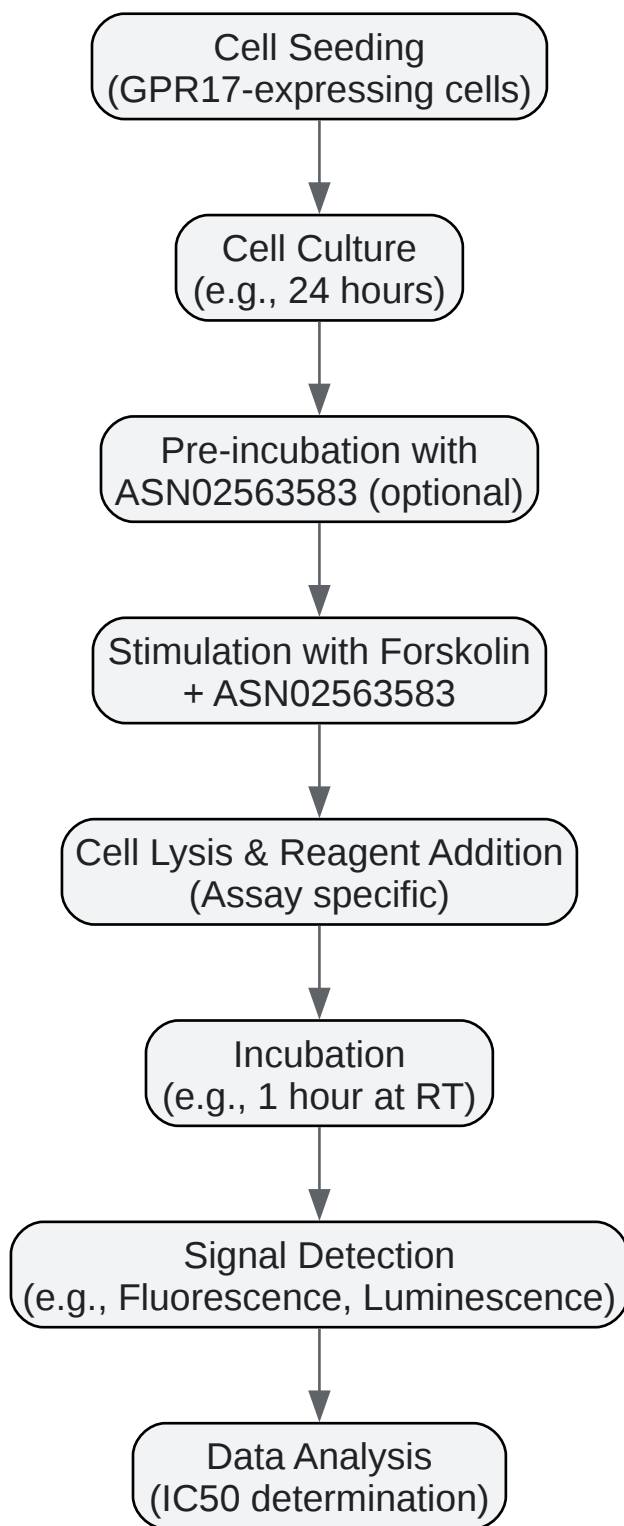 Cell Seeding
(GPR17-expressing cells)
Cell Culture
(e.g., 24 hours)
Pre-incubation with
ASN02563583 (optional)
Stimulation with Forskolin
+ ASN02563583
Cell Lysis & Reagent Addition
(Assay specific)
Incubation
(e.g., 1 hour at RT)
Signal Detection
(e.g., Fluorescence, Luminescence)
Data Analysis
(IC50 determination)